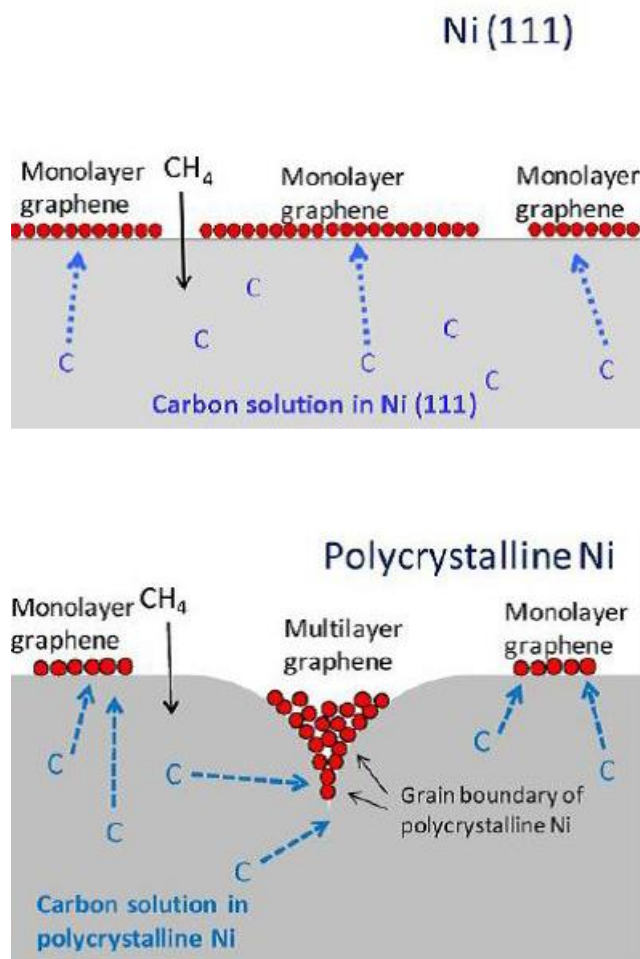 Ni (111)
Monolayer
graphene
CH4
Monolayer
graphene
Monolayer
graphene
C
C
C
C
C
C
C
Carbon solution in Ni (111)
Polycrystalline Ni
Monolayer
graphene
CH4
Multilayer
graphene
Monolayer
graphene
C
C
C
C
C
C
Grain boundary of
polycrystalline Ni
Carbon solution in
polycrystalline Ni